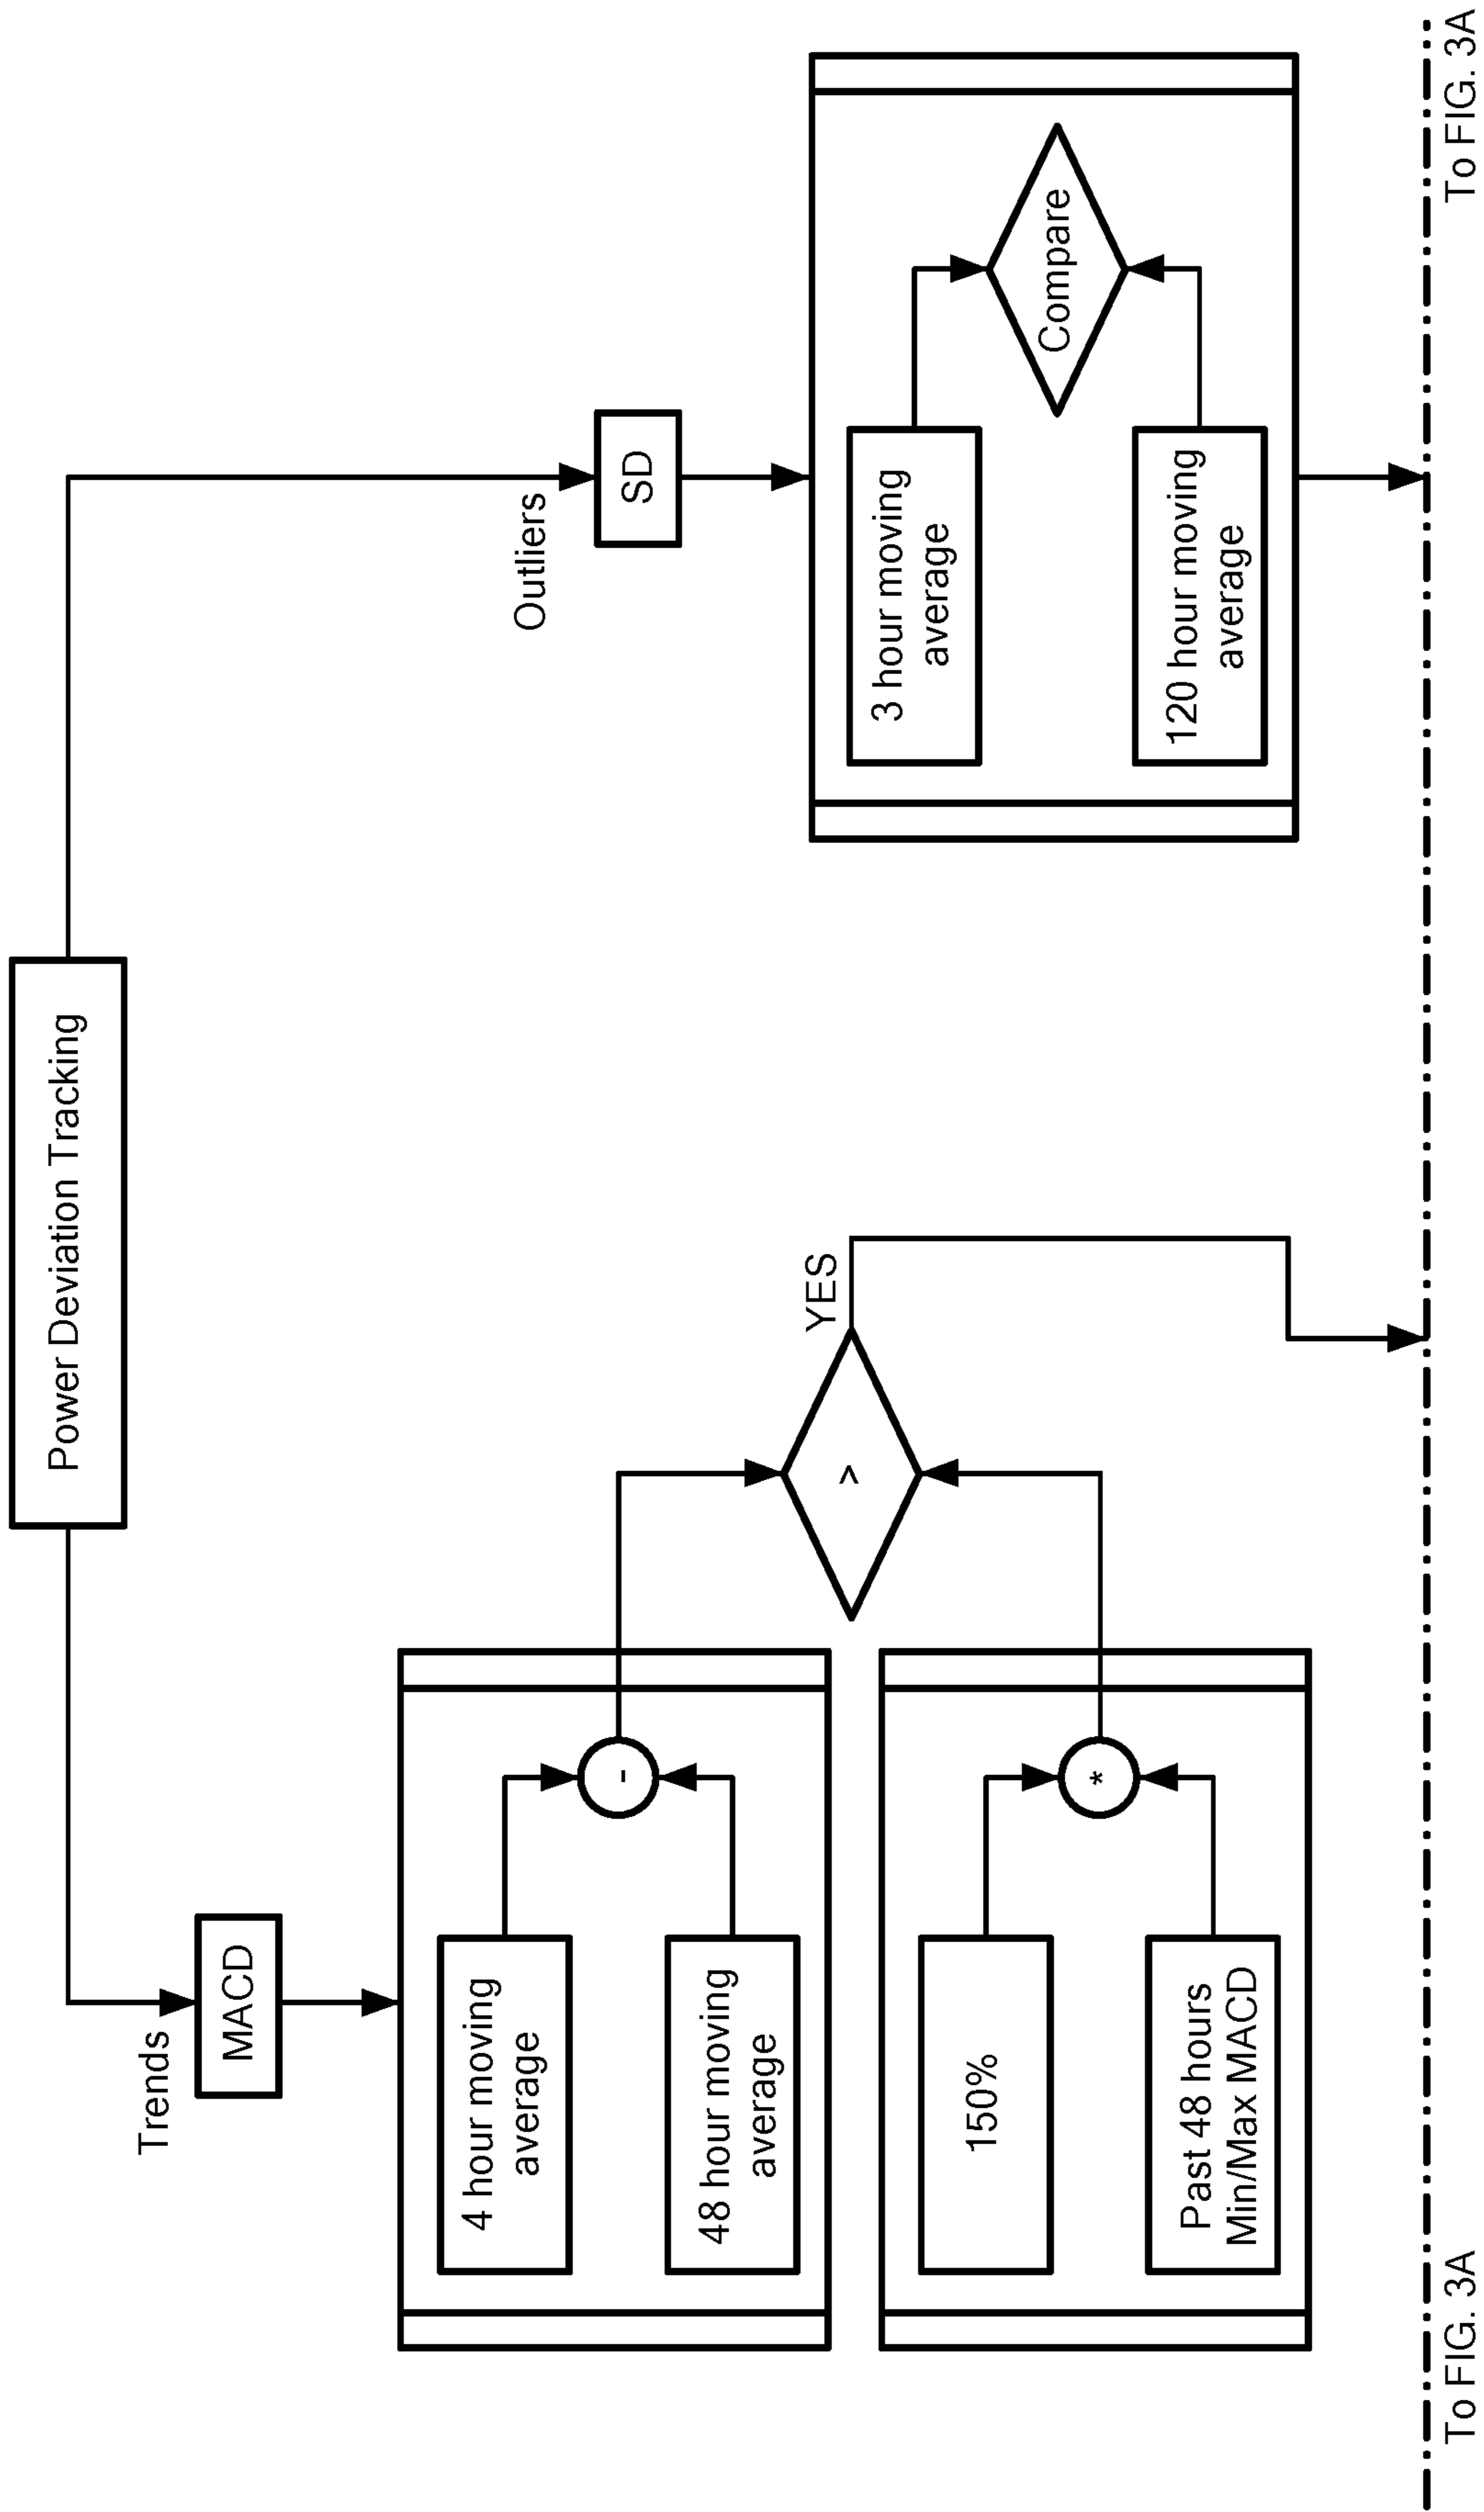 Power Deviation Tracking
Trends
MACD
4 hour moving
average
48 hour moving
average
-
150%
Past 48 hours
Min/Max MACD
*
>
YES
Outliers
SD
3 hour moving
average
120 hour moving
average
Compare
To FIG. 3A
To FIG. 3A